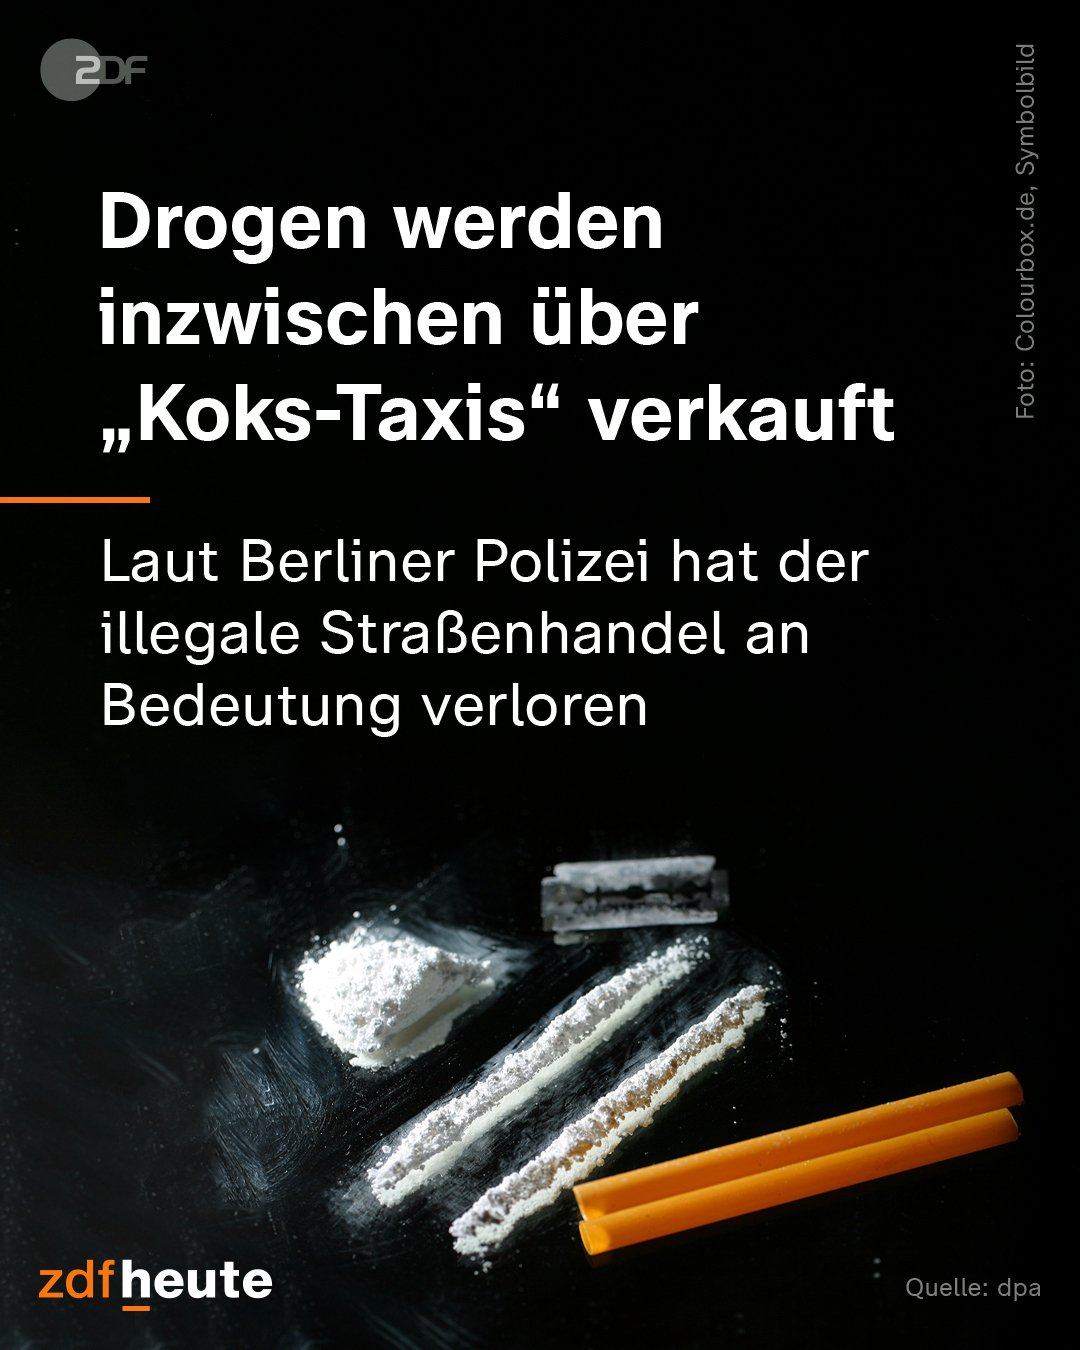 ZDF
Foto: Colourbox.de, Symbolbild
Drogen werden
inzwischen über
„Koks-Taxis“ verkauft
Laut Berliner Polizei hat der
illegale Straßenhandel an
Bedeutung verloren
zdfheute
Quelle: dpa